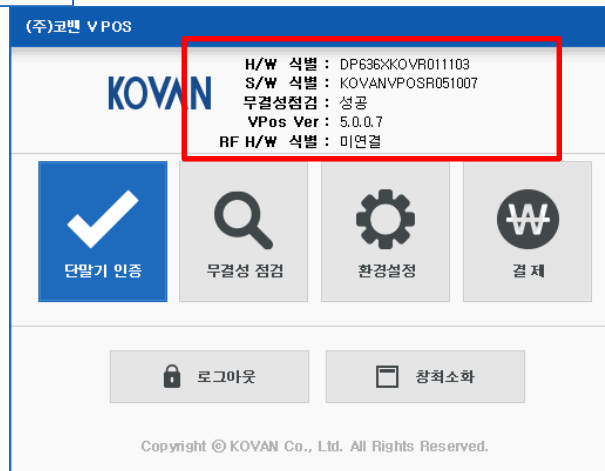 (주)코밴 V POS
KOVAN
H/W 식별 : DP636XKOVR011103
S/W 식별 : KOVANVPOSR051007
무결성점검 : 성공
VPos Ver : 5.0.0.7
RF H/W 식별 : 미연결
단말기 인증
무결성 점검
환경설정
결 제
로그아웃
창최소화
Copyright ⓒ KOVAN Co., Ltd. All Rights Reserved.